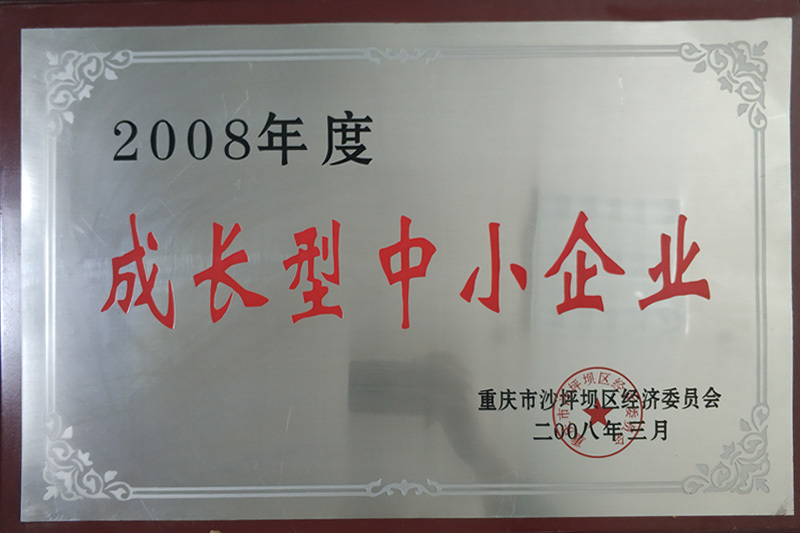 2008年度
成长型中小企业
重庆市沙坪坝区经济委员会
二00八年三月